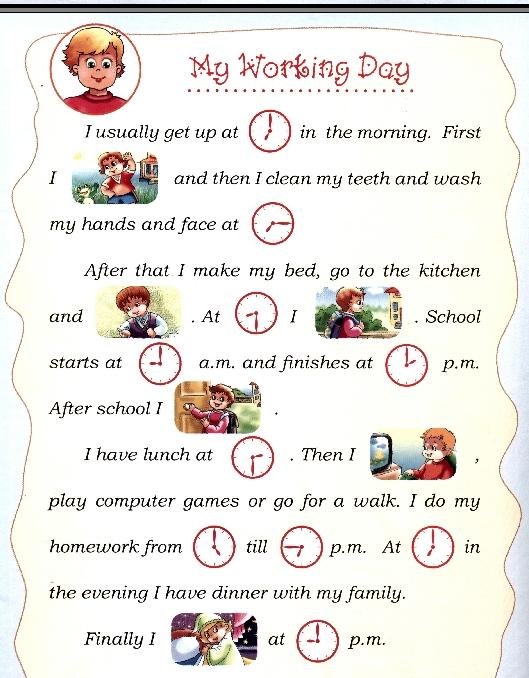 My Working Day
I usually get up at in the morning. First
I and then I clean my teeth and wash
my hands and face at
After that I make my bed, go to the kitchen
and . At I . School
starts at a.m. and finishes at p.m.
After school I .
I have lunch at . Then I ,
play computer games or go for a walk. I do my
homework from till p.m. At in
the evening I have dinner with my family.
Finally I at p.m.